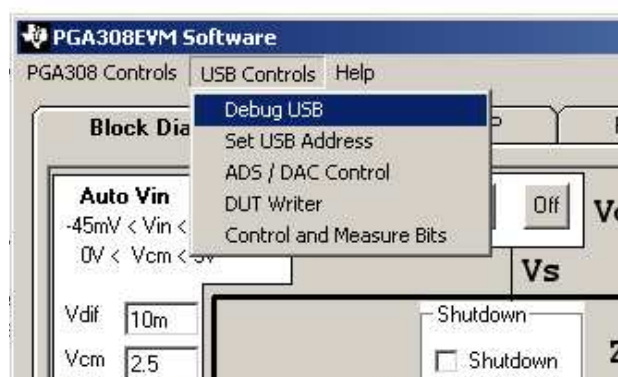 PGA308EVM Software
PGA308 Controls USB Controls Help
Debug USB
Set USB Address
ADS / DAC Control
DUT Writer
Control and Measure Bits
Block Dia
Auto Vin
-45mV < Vin <
0V < Vcm <
Off
Vs
Vdif 10m
Vcm 2.5
Shutdown
Shutdown